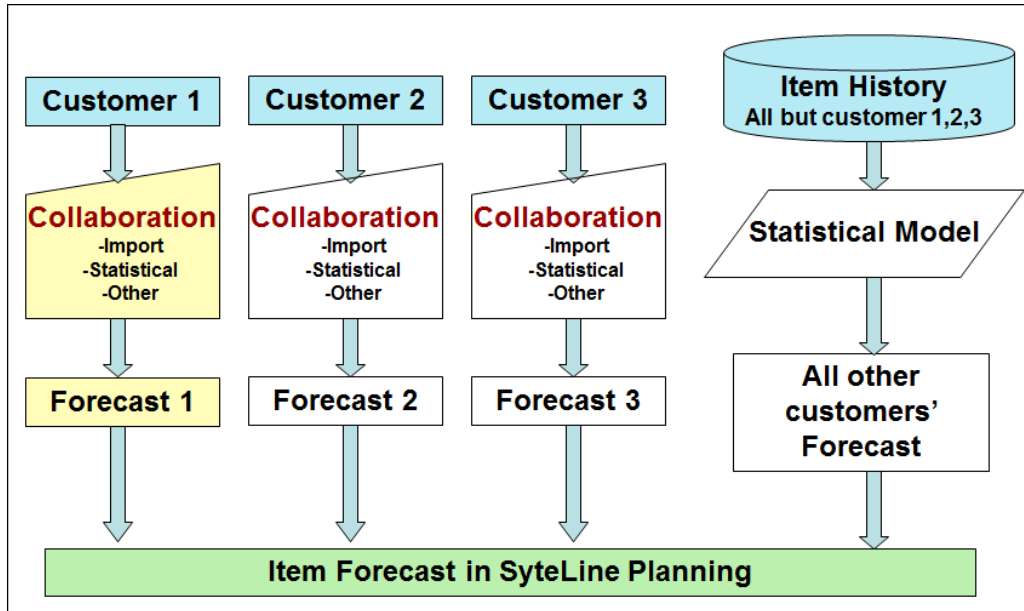 Customer 1
Collaboration
-Import
-Statistical
-Other
Forecast 1
Customer 2
Collaboration
-Import
-Statistical
-Other
Forecast 2
Customer 3
Collaboration
-Import
-Statistical
-Other
Forecast 3
Item History
All but customer 1,2,3
Statistical Model
All other
customers’
Forecast
Item Forecast in SyteLine Planning